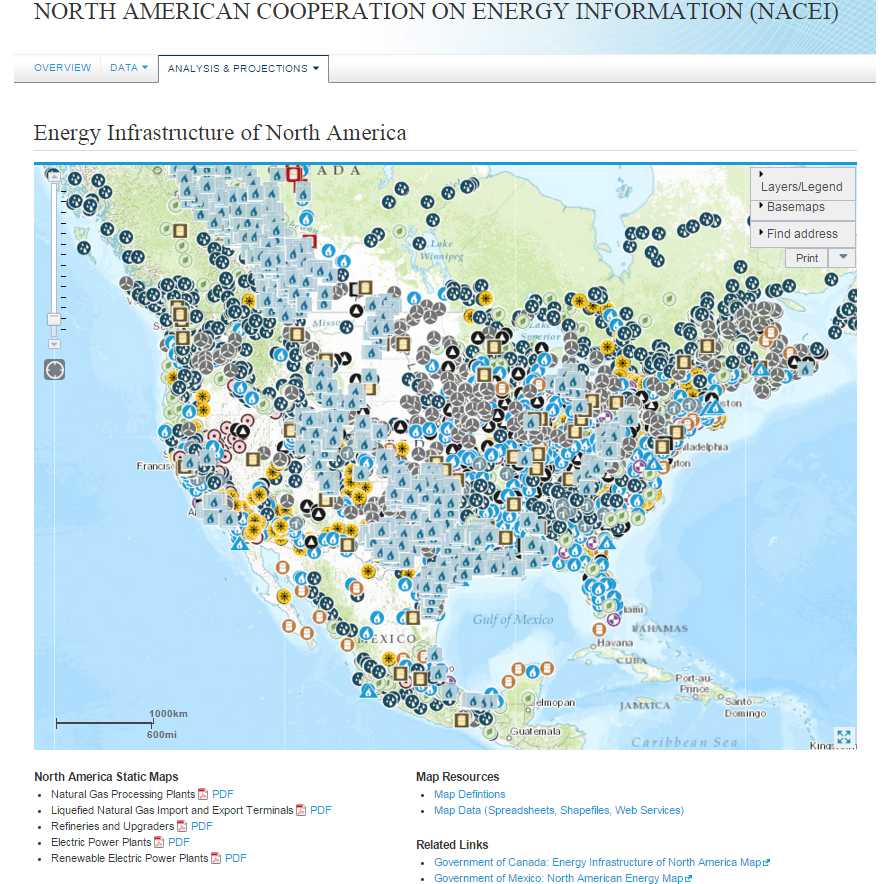 NORTH AMERICAN COOPERATION ON ENERGY INFORMATION (NACEI)
OVERVIEW DATA ANALYSIS & PROJECTIONS
Energy Infrastructure of North America
ADA
Layers/Legend
Basemaps
Find address
Print
Lake
Winnipeg
Misso
Lake
Superior
ston
ladelphia
gton
Francisc
Gulf of Mexico
iami
BAHAMAS
Havana
MEXICO
CUBA
Port-au-
Prince
Santo
Domingo
JAMAICA
elmopan
Guatemala
Caribbean Sea
1000km
600mi
North America Static Maps
Natural Gas Processing Plants PDF
Liquefied Natural Gas Import and Export Terminals PDF
Refineries and Upgraders PDF
Electric Power Plants PDF
Renewable Electric Power Plants PDF
Map Resources
Map Defintions
Map Data (Spreadsheets, Shapefiles, Web Services)
Related Links
Government of Canada: Energy Infrastructure of North America Map
Government of Mexico: North American Energy Map